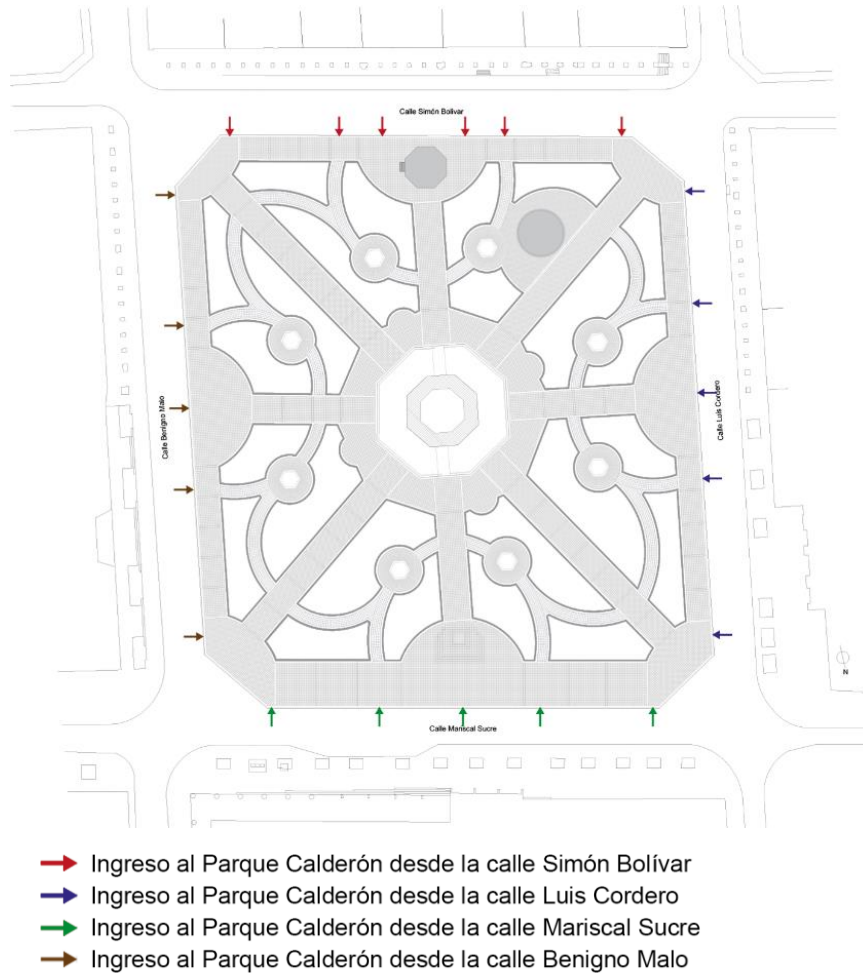 Calle Simón Bolivar
Calle Benigno Malo
Calle Luis Cordero
N
Calle Mariscal Sucre
Ingreso al Parque Calderón desde la calle Simón Bolívar
Ingreso al Parque Calderón desde la calle Luis Cordero
Ingreso al Parque Calderón desde la calle Mariscal Sucre
Ingreso al Parque Calderón desde la calle Benigno Malo